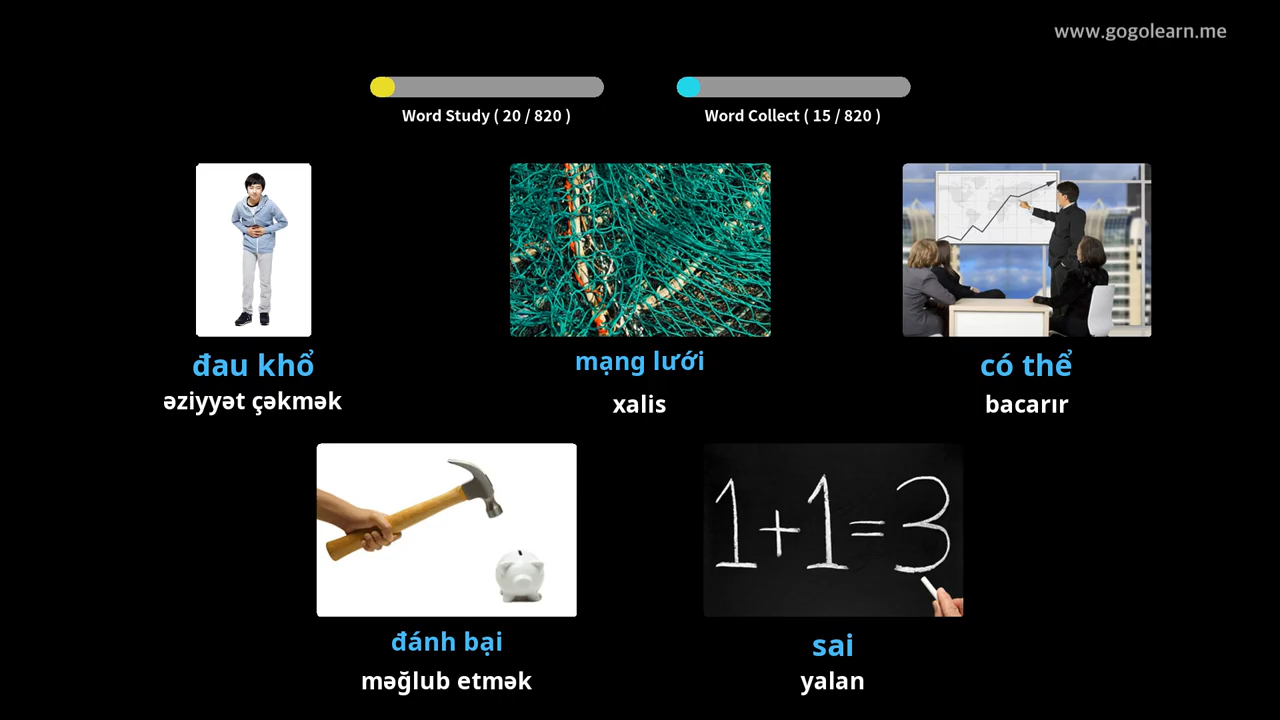 www.gogolearn.me
Word Study ( 20 / 820 )
Word Collect ( 15 / 820 )
đau khổ
əziyyət çəkmək
mạng lưới
xalis
có thể
bacarır
1+1=3
đánh bại
məğlub etmək
sai
yalan